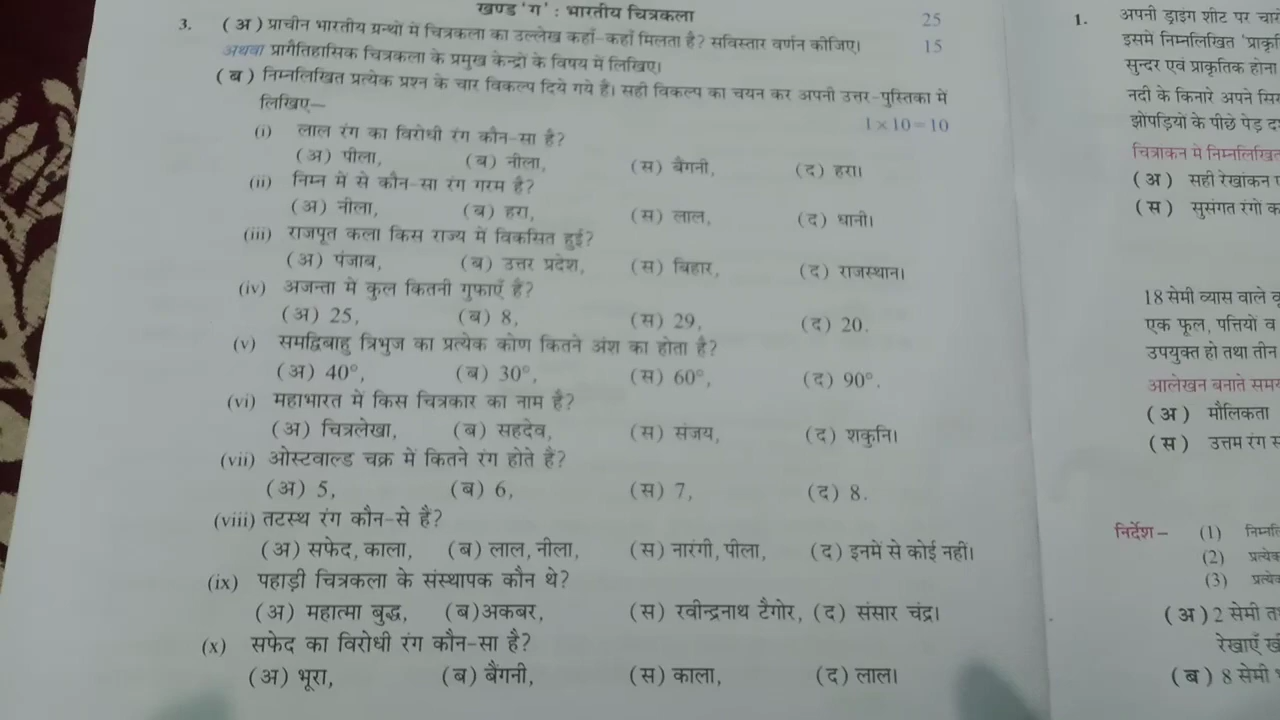 खण्ड 'ग' : भारतीय चित्रकला
25
3. (अ) प्राचीन भारतीय ग्रन्थों में चित्रकला का उल्लेख कहाँ-कहाँ मिलता है? सविस्तार वर्णन कीजिए। 15
अथवा प्रागैतिहासिक चित्रकला के प्रमुख केन्द्रों के विषय में लिखिए।
(ब) निम्नलिखित प्रत्येक प्रश्न के चार विकल्प दिये गये हैं। सही विकल्प का चयन कर अपनी उत्तर-पुस्तिका में
लिखिए— 1×10=10
(i) लाल रंग का विरोधी रंग कौन-सा है?
(अ) पीला, (ब) नीला, (स) बैंगनी, (द) हरा।
(ii) निम्न में से कौन-सा रंग गरम है?
(अ) नीला, (ब) हरा, (स) लाल, (द) धानी।
(iii) राजपूत कला किस राज्य में विकसित हुई?
(अ) पंजाब, (ब) उत्तर प्रदेश, (स) बिहार, (द) राजस्थान।
(iv) अजन्ता में कुल कितनी गुफाएँ हैं?
(अ) 25, (ब) 8, (स) 29, (द) 20.
(v) समद्विबाहु त्रिभुज का प्रत्येक कोण कितने अंश का होता है?
(अ) 40°, (ब) 30°, (स) 60°, (द) 90°.
(vi) महाभारत में किस चित्रकार का नाम है?
(अ) चित्रलेखा, (ब) सहदेव, (स) संजय, (द) शकुनि।
(vii) ओस्टवाल्ड चक्र में कितने रंग होते हैं?
(अ) 5, (ब) 6, (स) 7, (द) 8.
(viii) तटस्थ रंग कौन-से हैं?
(अ) सफेद, काला, (ब) लाल, नीला, (स) नारंगी, पीला, (द) इनमें से कोई नहीं।
(ix) पहाड़ी चित्रकला के संस्थापक कौन थे?
(अ) महात्मा बुद्ध, (ब) अकबर, (स) रवीन्द्रनाथ टैगोर, (द) संसार चंद्र।
(x) सफेद का विरोधी रंग कौन-सा है?
(अ) भूरा, (ब) बैंगनी, (स) काला, (द) लाल।
1. अपनी ड्राइंग शीट पर
इसमें निम्नलिखित
सुन्दर एवं प्राकृतिक होना
नदी के किनारे अपने
झोपड़ियों के पीछे पेड़
चित्रांकन में निम्नलिखित
(अ) सही रेखांकन
(स) सुसंगत रंगों
18 सेमी व्यास वाले
एक फूल, पत्तियों व
उपयुक्त हो तथा तीन
आलेखन बनाते समय
(अ) मौलिकता
(स) उत्तम रंग
निर्देश— (1)
(2)
(3)
(अ) 2 सेमी
रेखाएँ
(ब) 8 सेमी